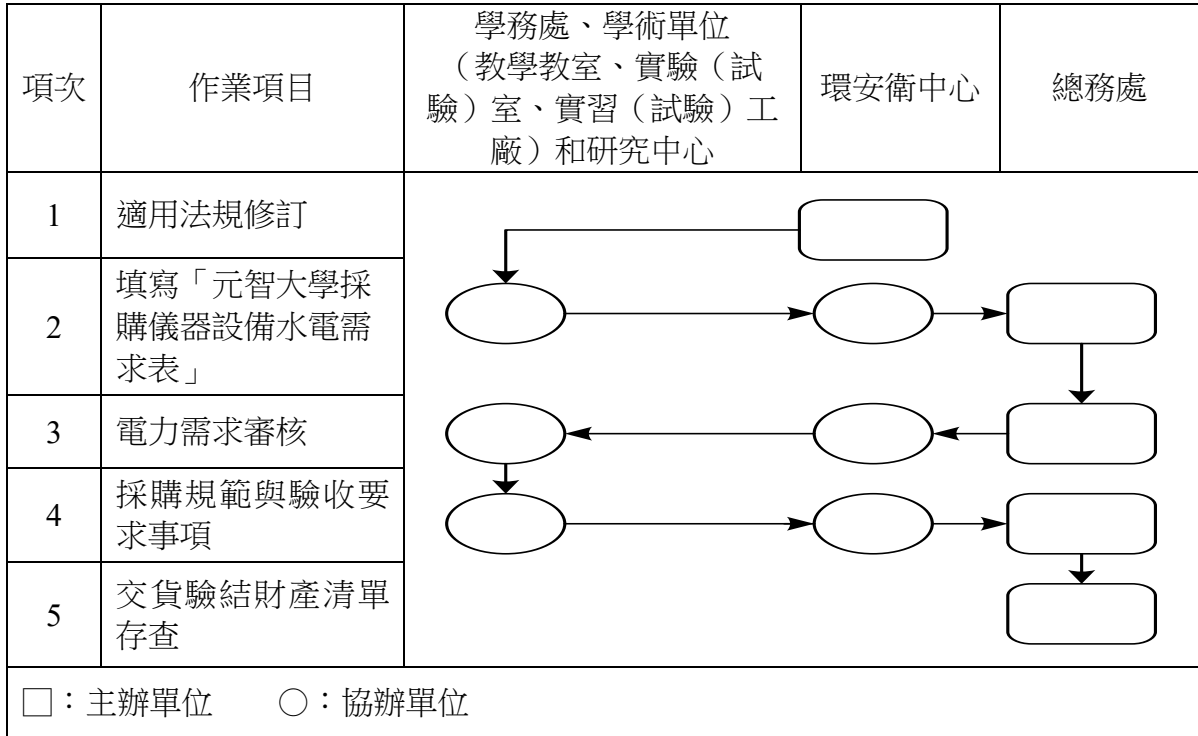 項次
作業項目
學務處、學術單位
（教學教室、實驗（試
驗）室、實習（試驗）工
廠）和研究中心
環安衛中心
總務處
1
適用法規修訂
2
填寫「元智大學採
購儀器設備水電需
求表」
3
電力需求審核
4
採購規範與驗收要
求事項
5
交貨驗結財產清單
存查
□：主辦單位　○：協辦單位